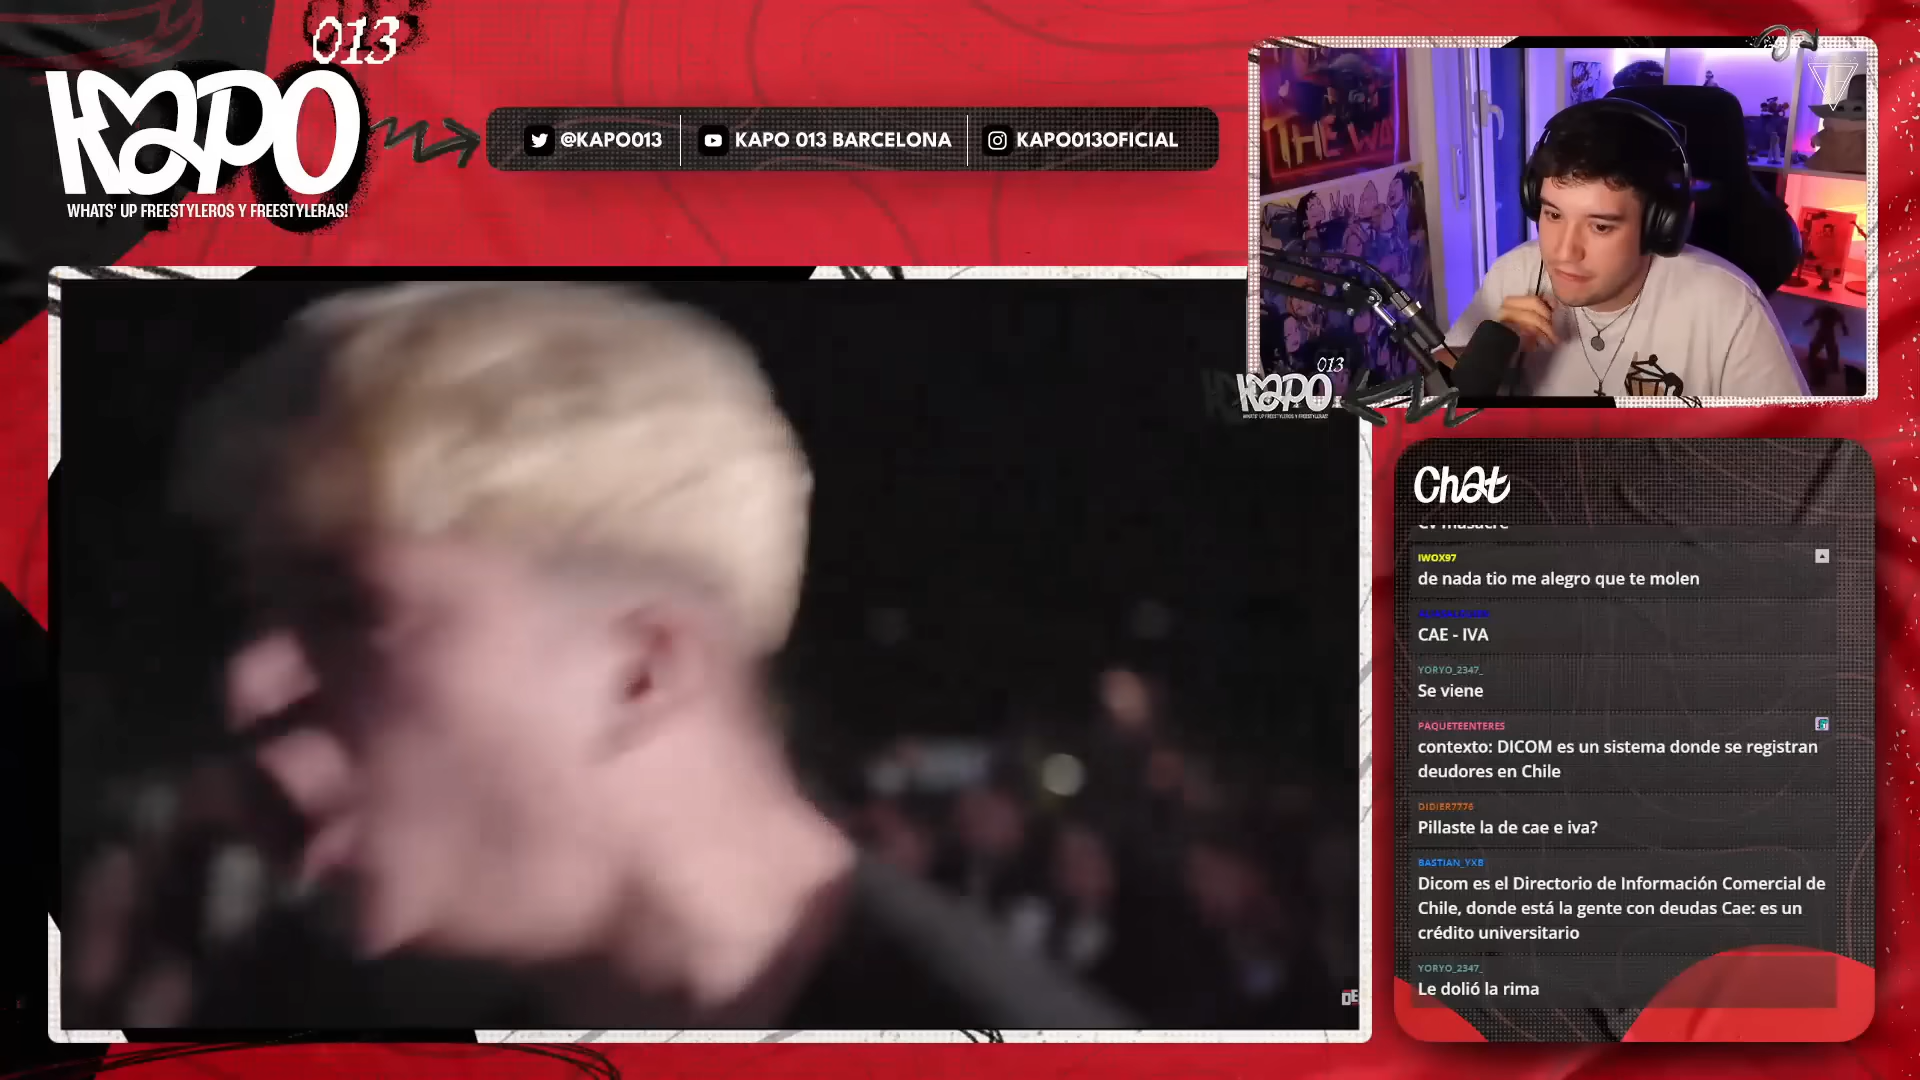 013
KAPO
WHATS' UP FREESTYLEROS Y FREESTYLERAS!
@KAPO013
KAPO 013 BARCELONA
KAPO013OFICIAL
THE WA
013
KAPO
Chat
IWOX97
de nada tio me alegro que te molen
CAE - IVA
YORYO_2347_
Se viene
PAQUETEENTERES
contexto: DICOM es un sistema donde se registran
deudores en Chile
DIDIER7776
Pillaste la de cae e iva?
BASTIAN_YXB
Dicom es el Directorio de Información Comercial de
Chile, donde está la gente con deudas Cae: es un
crédito universitario
YORYO_2347_
Le dolió la rima
DE